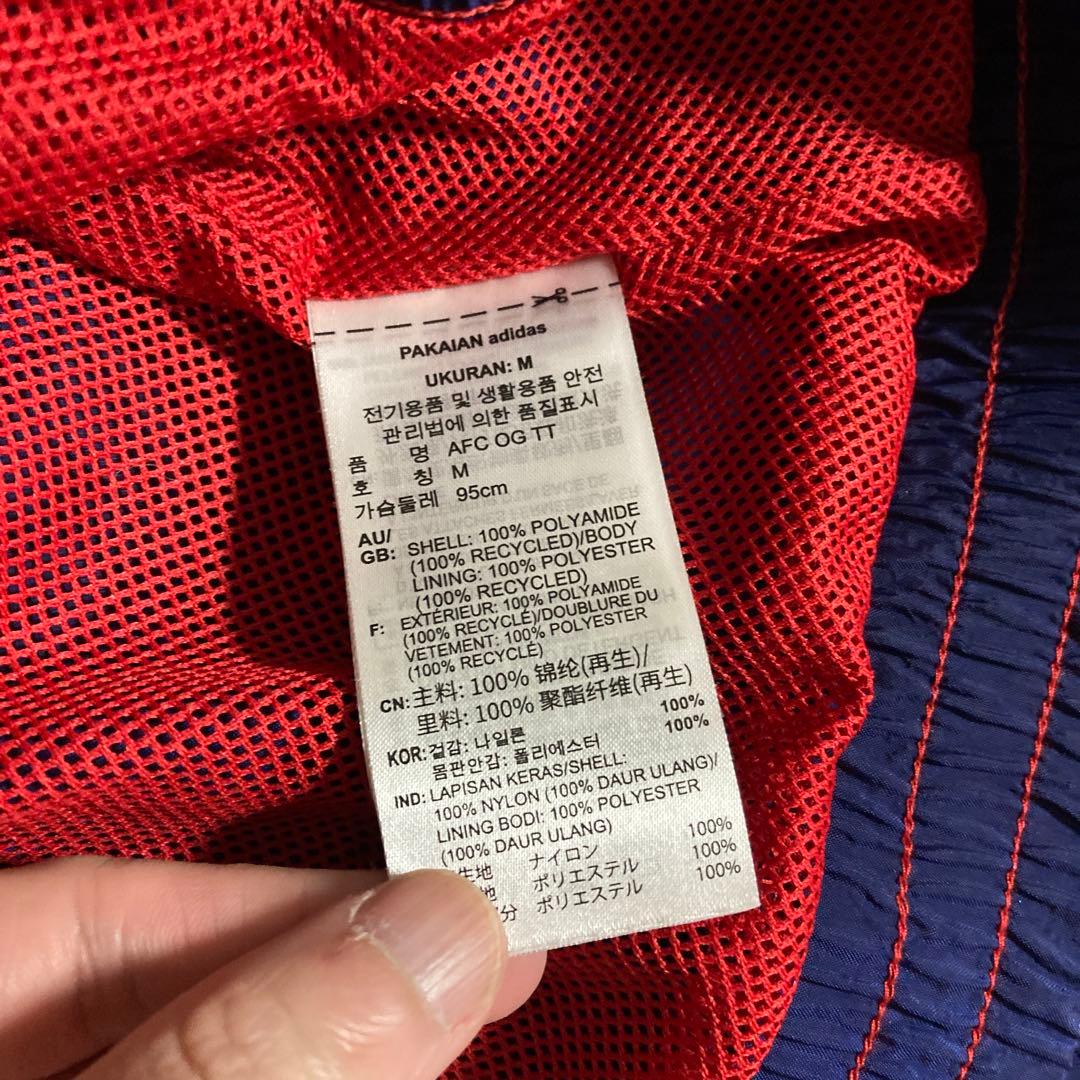 PAKAIAN adidas
UKURAN: M
전기용품 및 생활용품 안전
관리법에 의한 품질표시
품 명 AFC OG TT
호 칭 M
가슴둘레 95cm
AU/
GB: SHELL: 100% POLYAMIDE
(100% RECYCLED)/BODY
LINING: 100% POLYESTER
(100% RECYCLED)
F: EXTÉRIEUR: 100% POLYAMIDE
(100% RECYCLÉ)/DOUBLURE DU
VETEMENT: 100% POLYESTER
(100% RECYCLÉ)
CN: 主料: 100% 锦纶(再生)/
里料: 100% 聚酯纤维(再生)
KOR: 겉감: 나일론 100%
몸판안감: 폴리에스터 100%
IND: LAPISAN KERAS/SHELL:
100% NYLON (100% DAUR ULANG)/
LINING BODI: 100% POLYESTER
(100% DAUR ULANG)
生地 ナイロン 100%
地 ポリエステル 100%
分 ポリエステル 100%